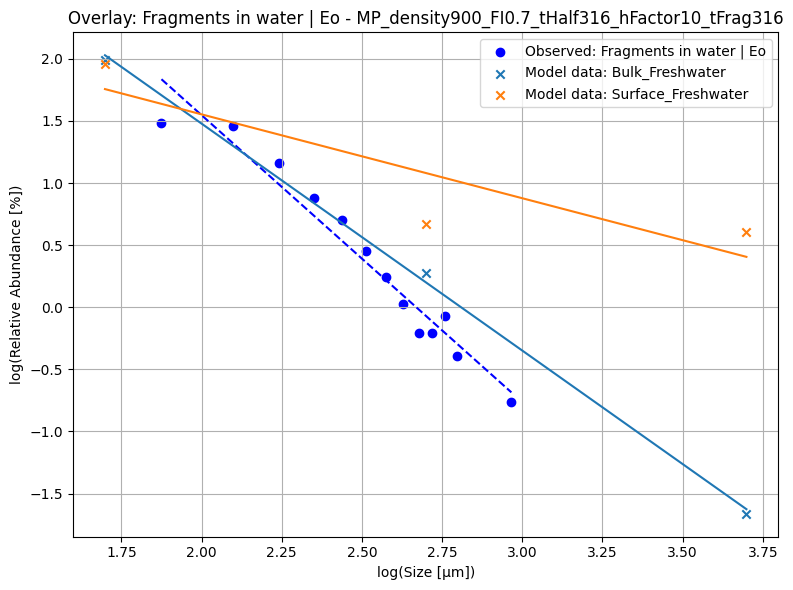 Overlay: Fragments in water | Eo - MP_density900_FI0.7_tHalf316_hFactor10_tFrag316
Observed: Fragments in water | Eo
Model data: Bulk_Freshwater
Model data: Surface_Freshwater
log(Relative Abundance [%])
2.0
1.5
1.0
0.5
0.0
−0.5
−1.0
−1.5
1.75 2.00 2.25 2.50 2.75 3.00 3.25 3.50 3.75
log(Size [µm])